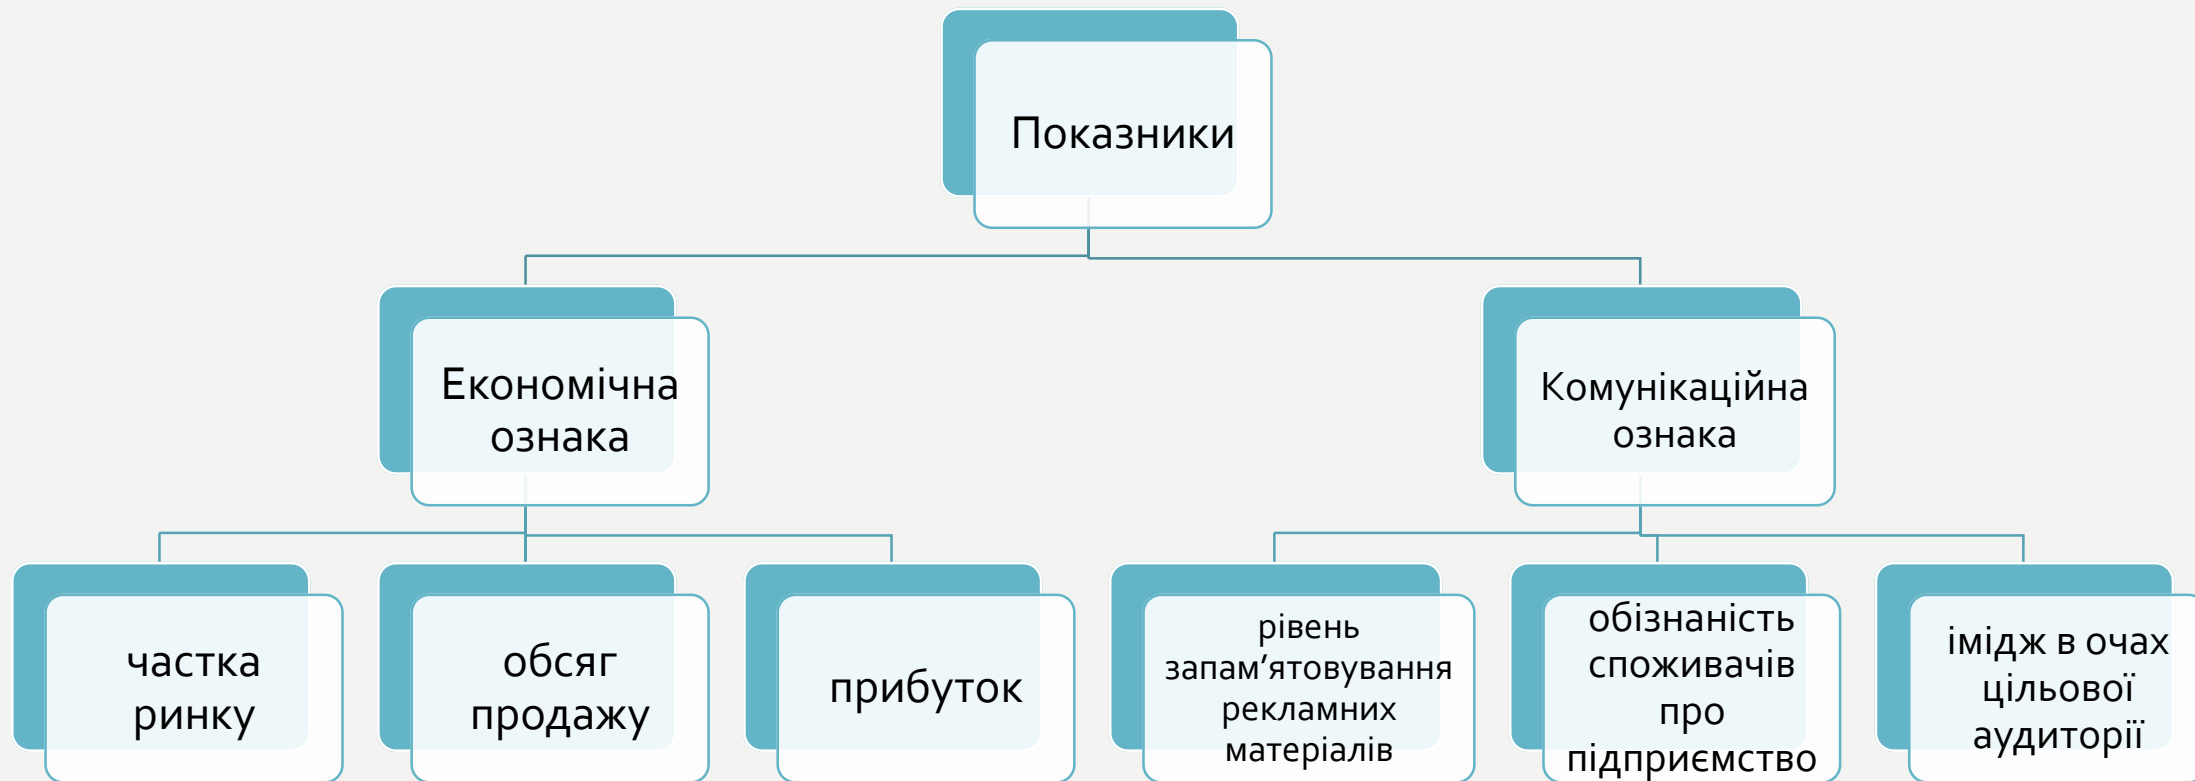 Показники
Економічна
ознака
Комунікаційна
ознака
частка
ринку
обсяг
продажу
прибуток
рівень
запам’ятовування
рекламних
матеріалів
обізнаність
споживачів
про
підприємство
імідж в очах
цільової
аудиторії